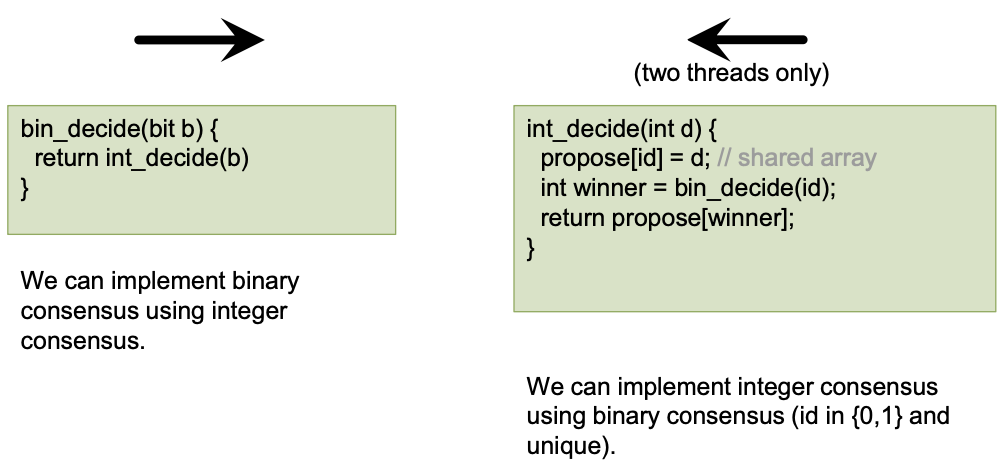 bin_decide(bit b) {
return int_decide(b)
}
We can implement binary
consensus using integer
consensus.
(two threads only)
int_decide(int d) {
propose[id] = d; // shared array
int winner = bin_decide(id);
return propose[winner];
}
We can implement integer consensus
using binary consensus (id in {0,1} and
unique).